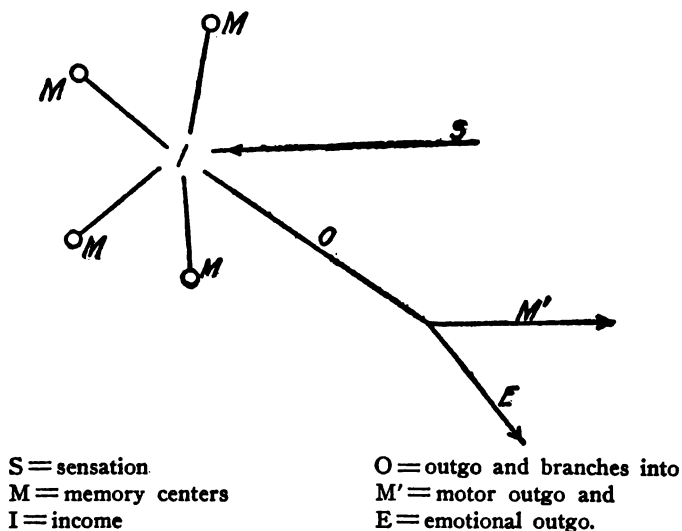 M
M
S
I
M
M
O
M'
E
S = sensation
M = memory centers
I = income
O = outgo and branches into
M' = motor outgo and
E = emotional outgo.